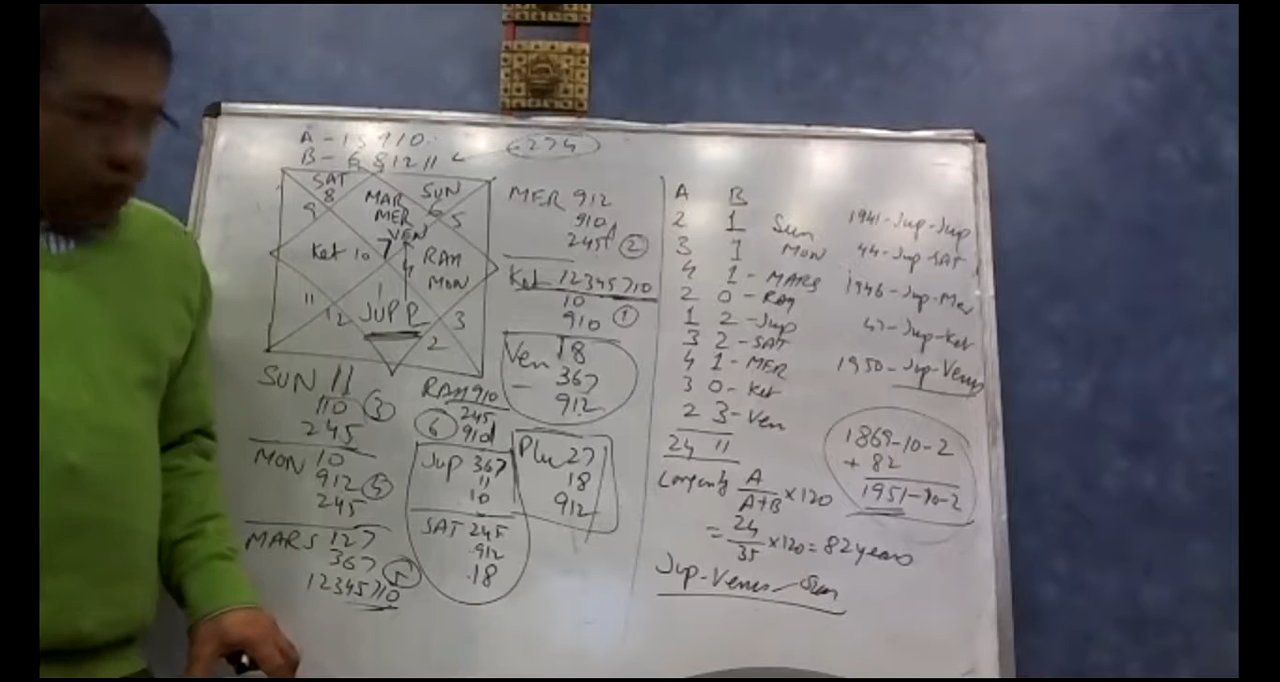 A - 1 5 9 10
B - 6 8 12 11
SAT
8
9
MAR
MER
VEN
7
SUN
6
5
Ket 10
4
RAH
MON
11
12
1
JUP R
3
2
SUN 11
110 3
245
MON 10
912
245
MARS 127
367 5
12345710
MER 912
910
245 2
Ket 12345710
10
910 1
Ven 18
367
912
RAH 910
245
6 910
Jup 367
11
10
SAT 245
912
18
Plu 27
18
912
A B
2 1 Sun
3 1 MON
4 1 - MARS
2 0 - RAH
1 2 - Jup
3 2 - SAT
4 1 - MER
3 0 - Ket
2 3 - Ven
24 11
Longevity A/A+B × 120
= 24/35 × 120 = 82 years
Jup - Venus - Sun
1941 - Jup - Jup
44 - Jup SAT
1946 - Jup - Mer
47 - Jup - Ket
1950 - Jup - Venus
1869-10-2
+ 82
1951-10-2